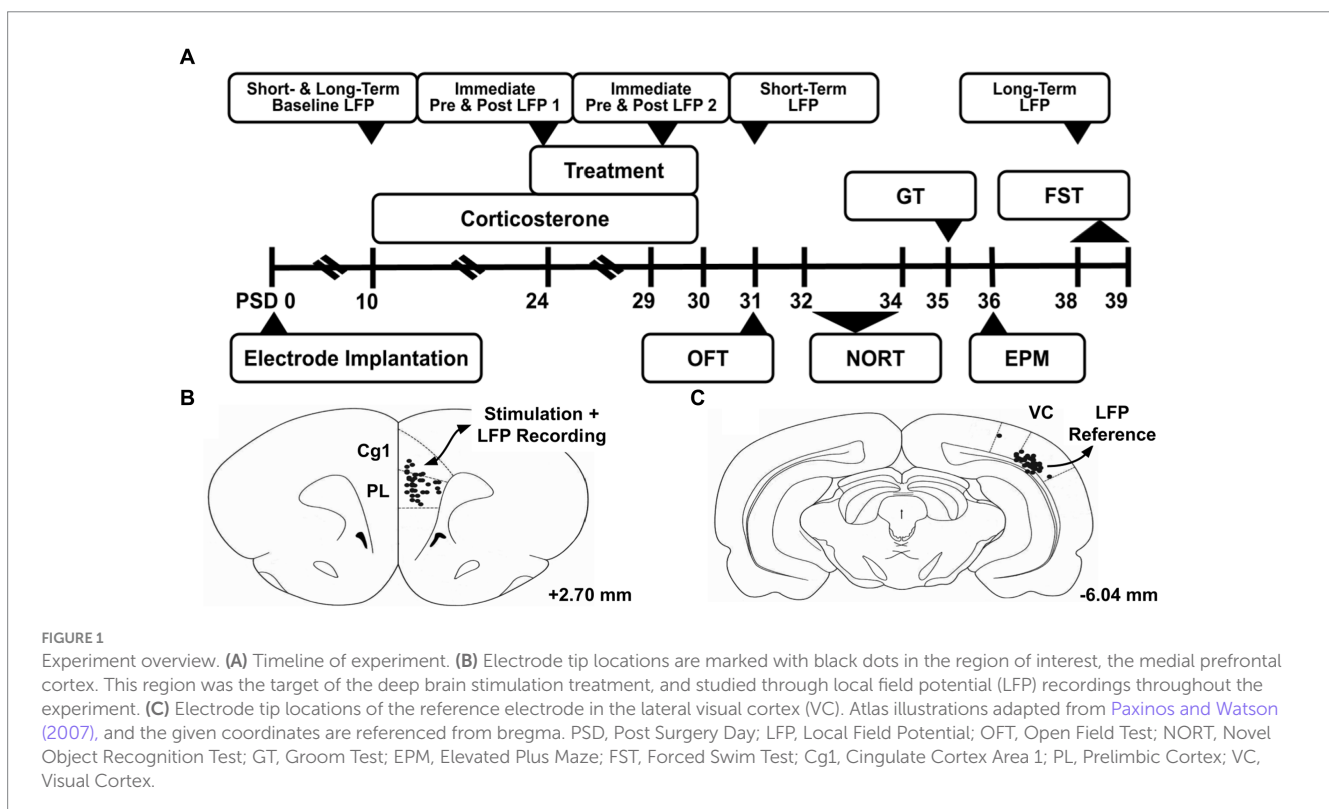 A
Short- & Long-Term
Baseline LFP
Immediate
Pre & Post LFP 1
Immediate
Pre & Post LFP 2
Short-Term
LFP
Long-Term
LFP
Treatment
GT
FST
Corticosterone
PSD 0
10
24
29
30
31
32
34
35
36
38
39
Electrode Implantation
OFT
NORT
EPM
B
Stimulation +
LFP Recording
Cg1
PL
+2.70 mm
C
VC
LFP
Reference
-6.04 mm
FIGURE 1
Experiment overview. (A) Timeline of experiment. (B) Electrode tip locations are marked with black dots in the region of interest, the medial prefrontal
cortex. This region was the target of the deep brain stimulation treatment, and studied through local field potential (LFP) recordings throughout the
experiment. (C) Electrode tip locations of the reference electrode in the lateral visual cortex (VC). Atlas illustrations adapted from Paxinos and Watson
(2007), and the given coordinates are referenced from bregma. PSD, Post Surgery Day; LFP, Local Field Potential; OFT, Open Field Test; NORT, Novel
Object Recognition Test; GT, Groom Test; EPM, Elevated Plus Maze; FST, Forced Swim Test; Cg1, Cingulate Cortex Area 1; PL, Prelimbic Cortex; VC,
Visual Cortex.